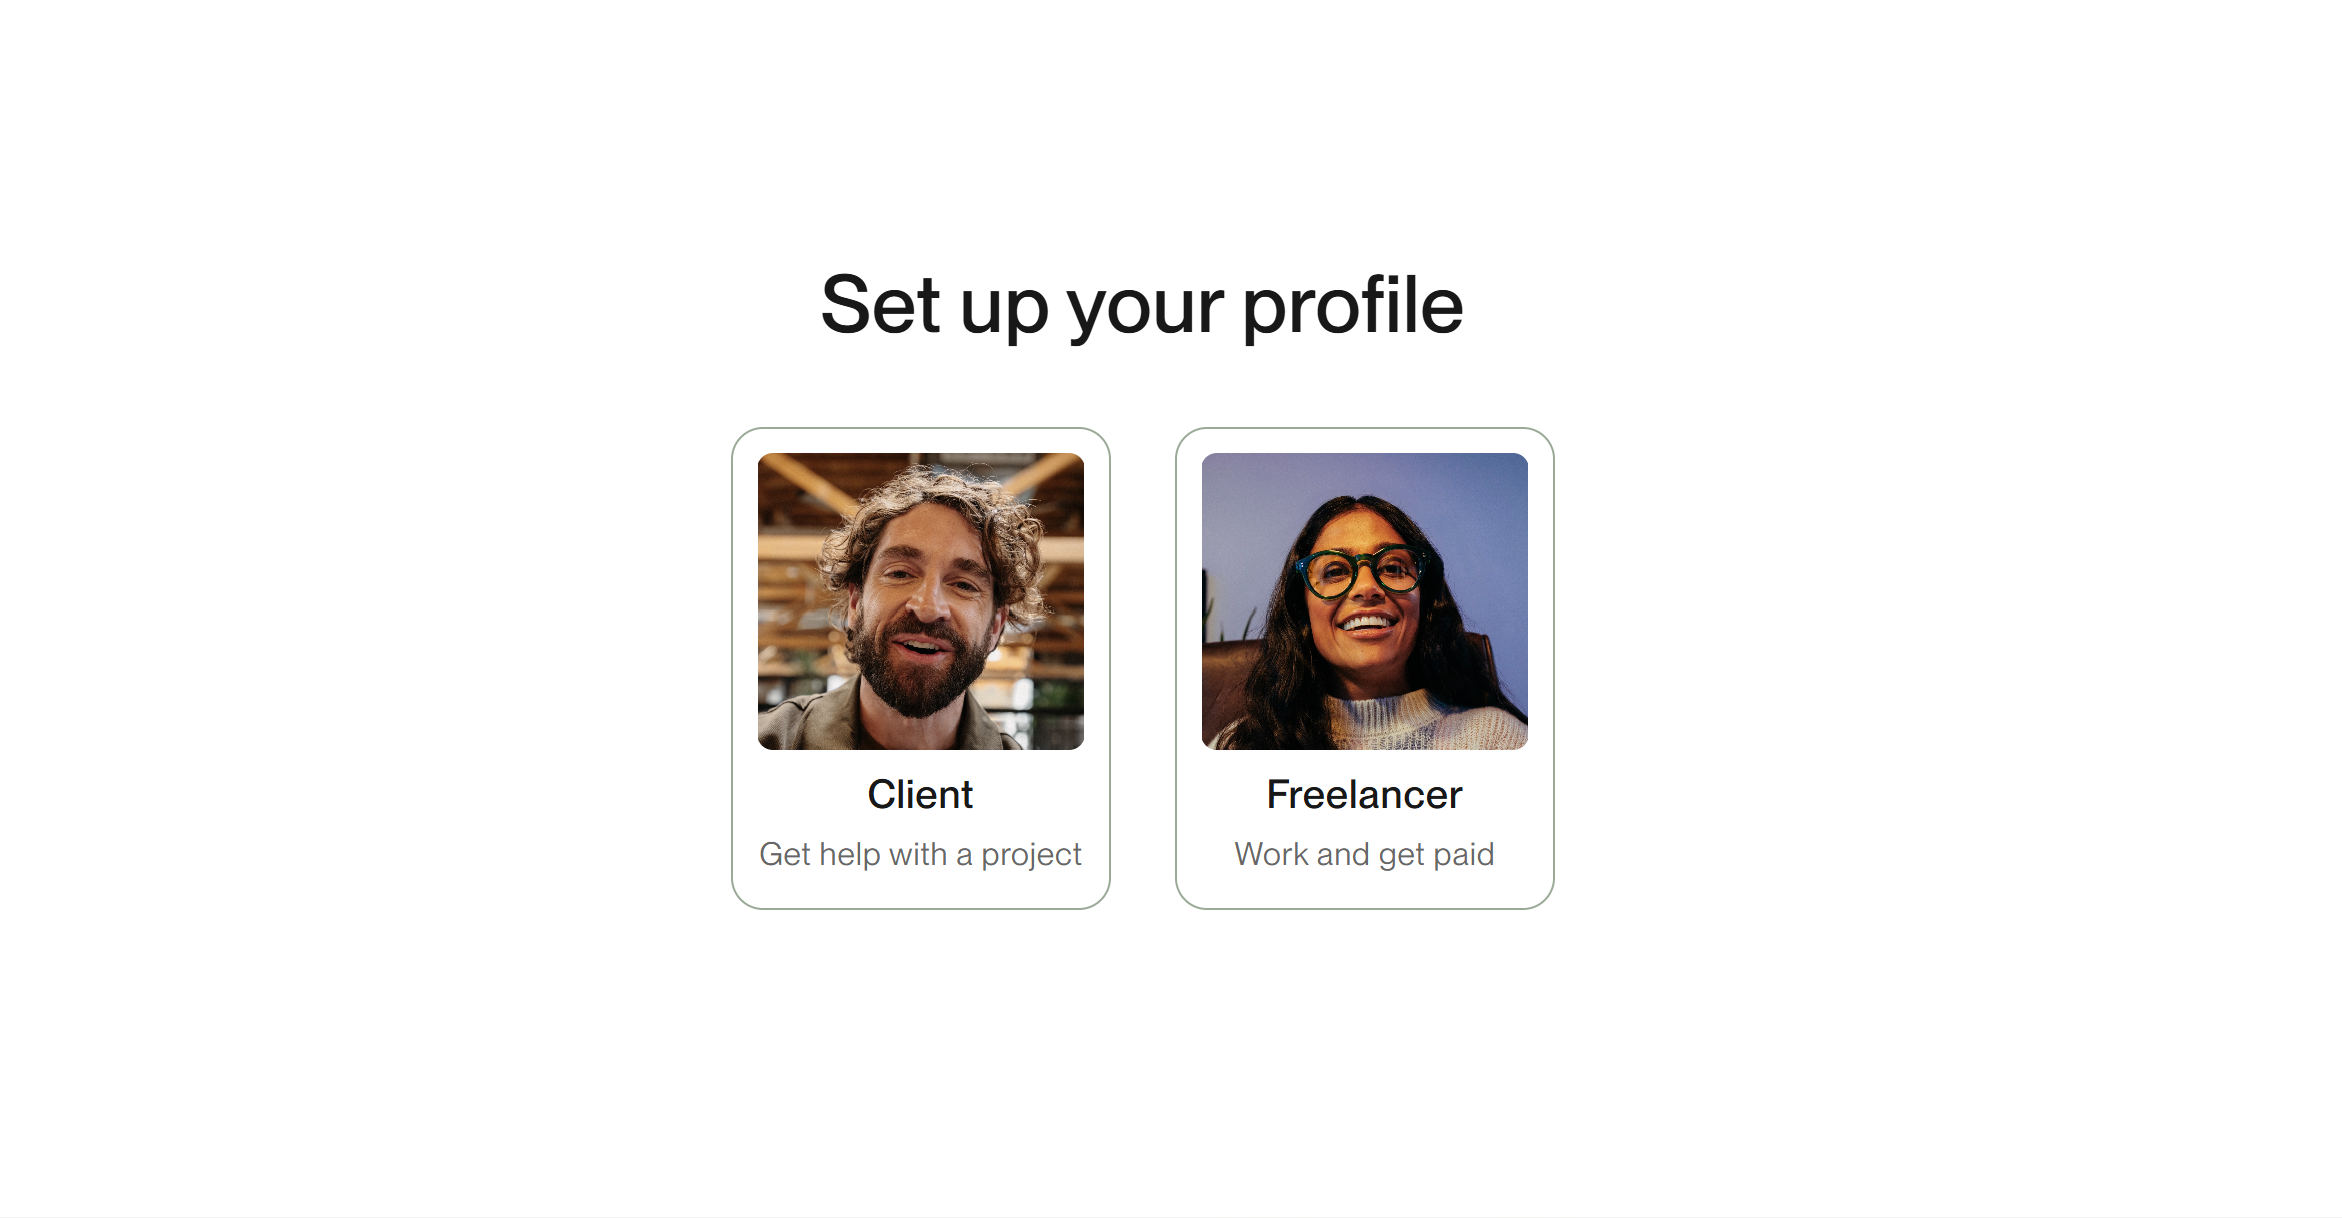 Set up your profile
Client
Get help with a project
Freelancer
Work and get paid